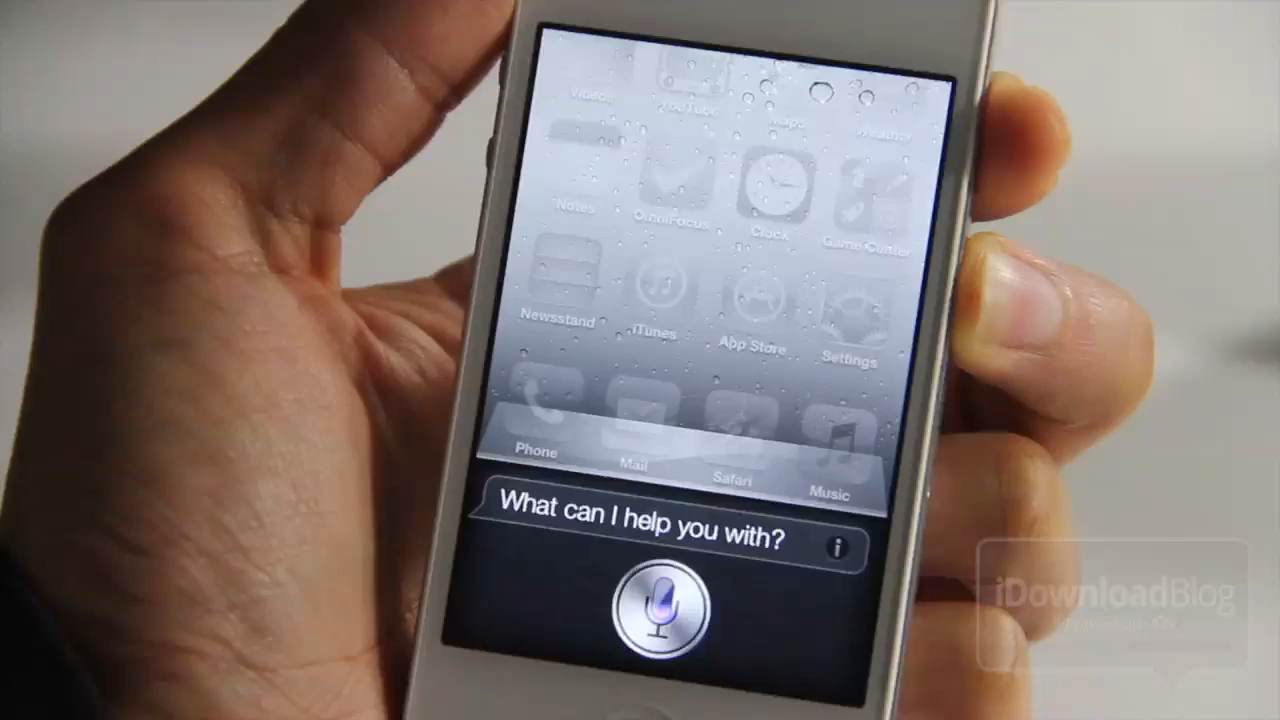 Videos YouTube Maps Weather
Notes OmniFocus Clock Game Center
Newsstand iTunes App Store Settings
Phone Mail Safari Music
What can I help you with?
iDownloadBlog